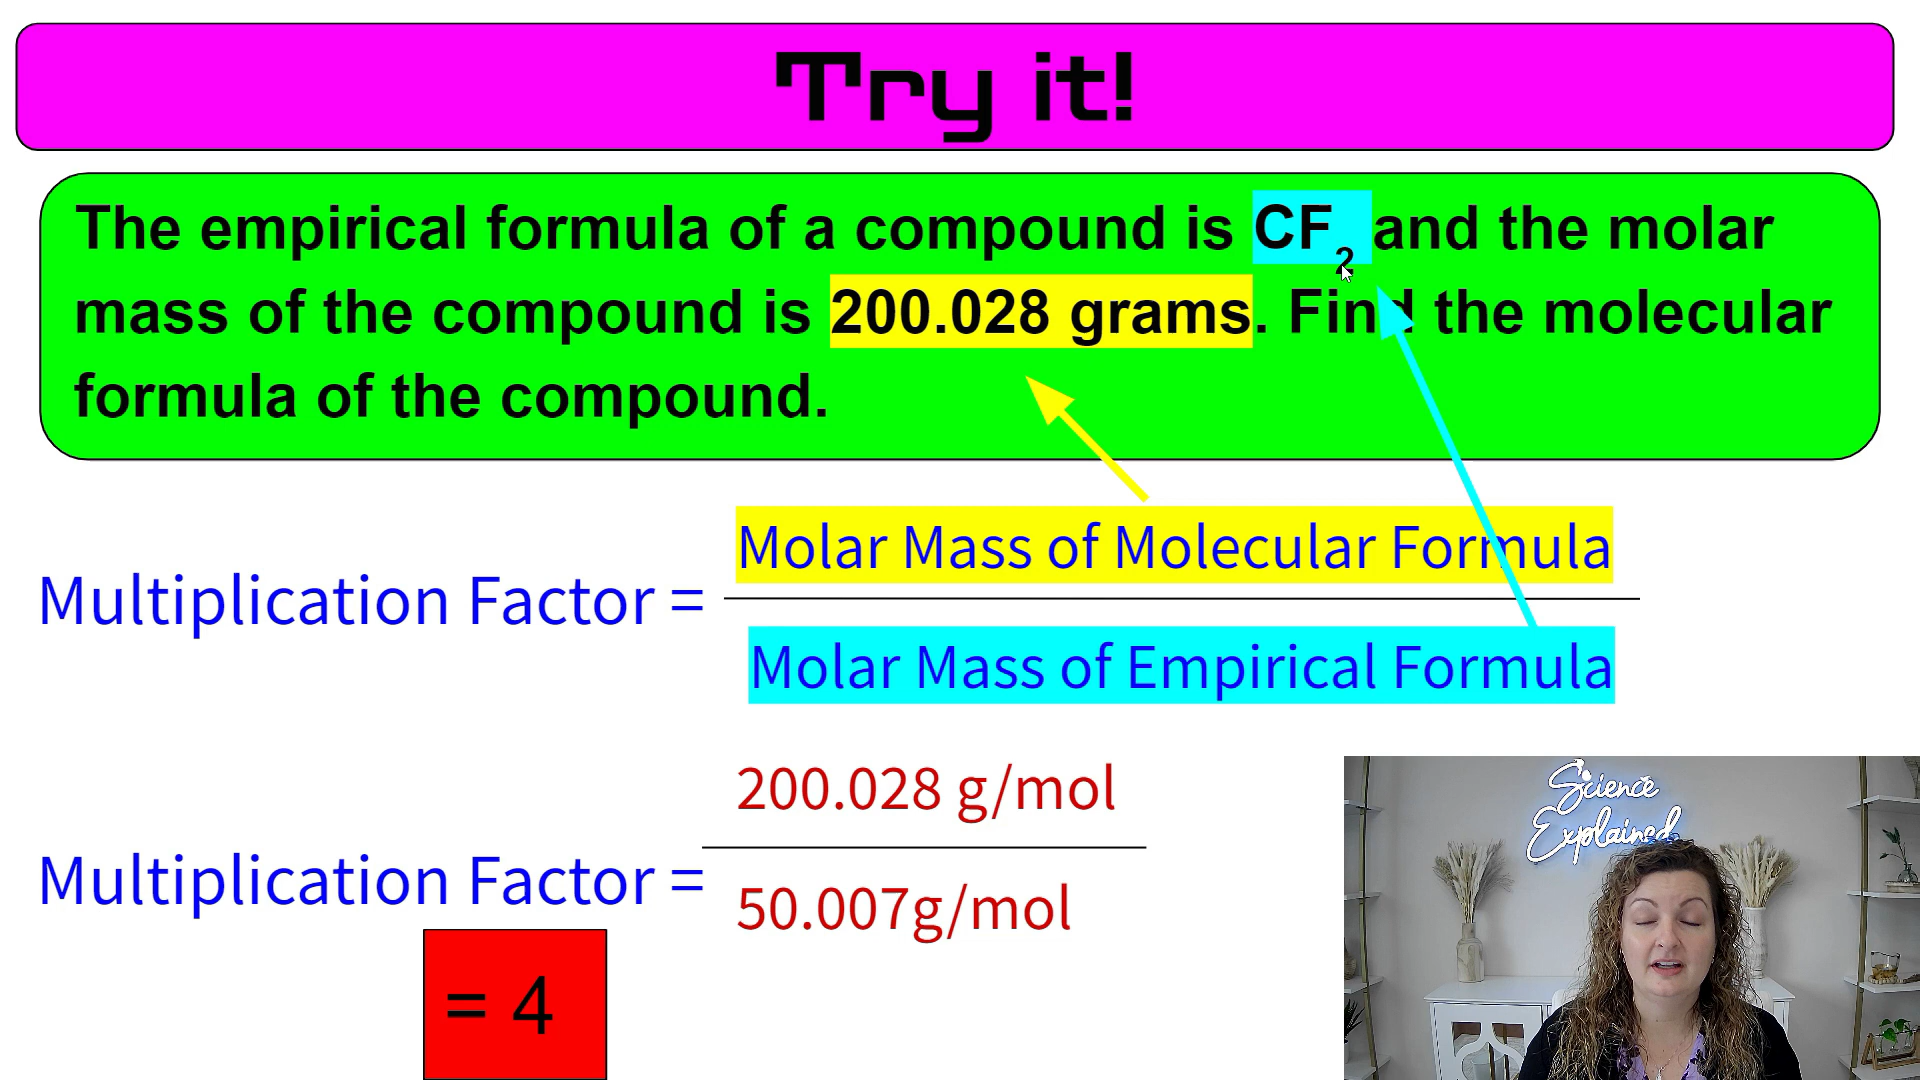 Try it!
The empirical formula of a compound is CF₂ and the molar
mass of the compound is 200.028 grams. Find the molecular
formula of the compound.
Multiplication Factor =
Molar Mass of Molecular Formula
Molar Mass of Empirical Formula
Multiplication Factor =
200.028 g/mol
50.007g/mol
= 4
Science
Explained